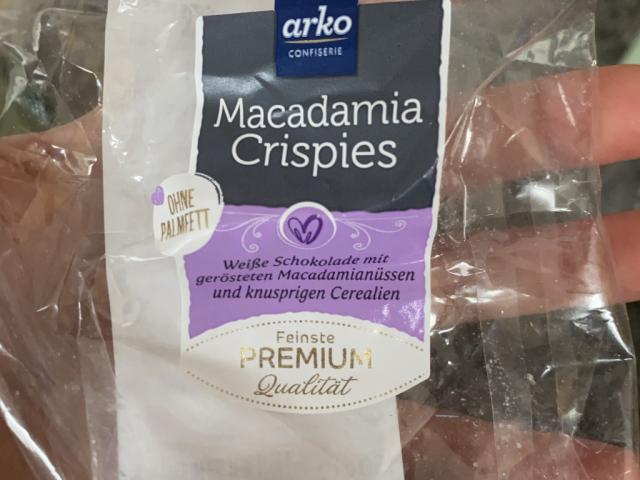 arko
CONFISERIE
Macadamia
Crispies
OHNE
PALMFETT
Weiße Schokolade mit
gerösteten Macadamianüssen
und knusprigen Cerealien
Feinste
PREMIUM
Qualität